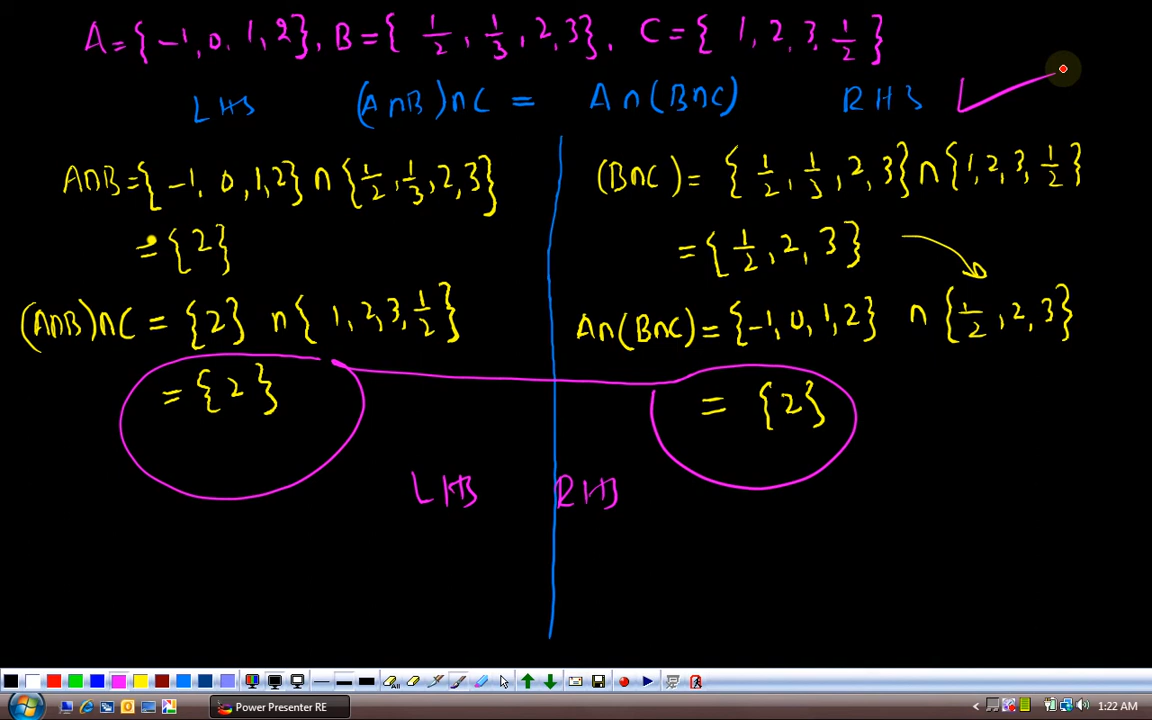 A={-1,0,1,2}, B={1/2, 1/3, 2,3}, C={1,2,3,1/2}
LHS (A∩B)∩C = A∩(B∩C) RHS
A∩B={-1, 0,1,2} ∩ {1/2,1/3,2,3}
={2}
(A∩B)∩C = {2} ∩{ 1,2,3,1/2}
={2}
(B∩C)= {1/2, 1/3, 2, 3}∩{1,2,3,1/2}
={1/2,2,3}
A∩(B∩C)={-1,0,1,2} ∩{1/2,2,3}
= {2}
LHS RHS
All
Power Presenter RE
1:22 AM